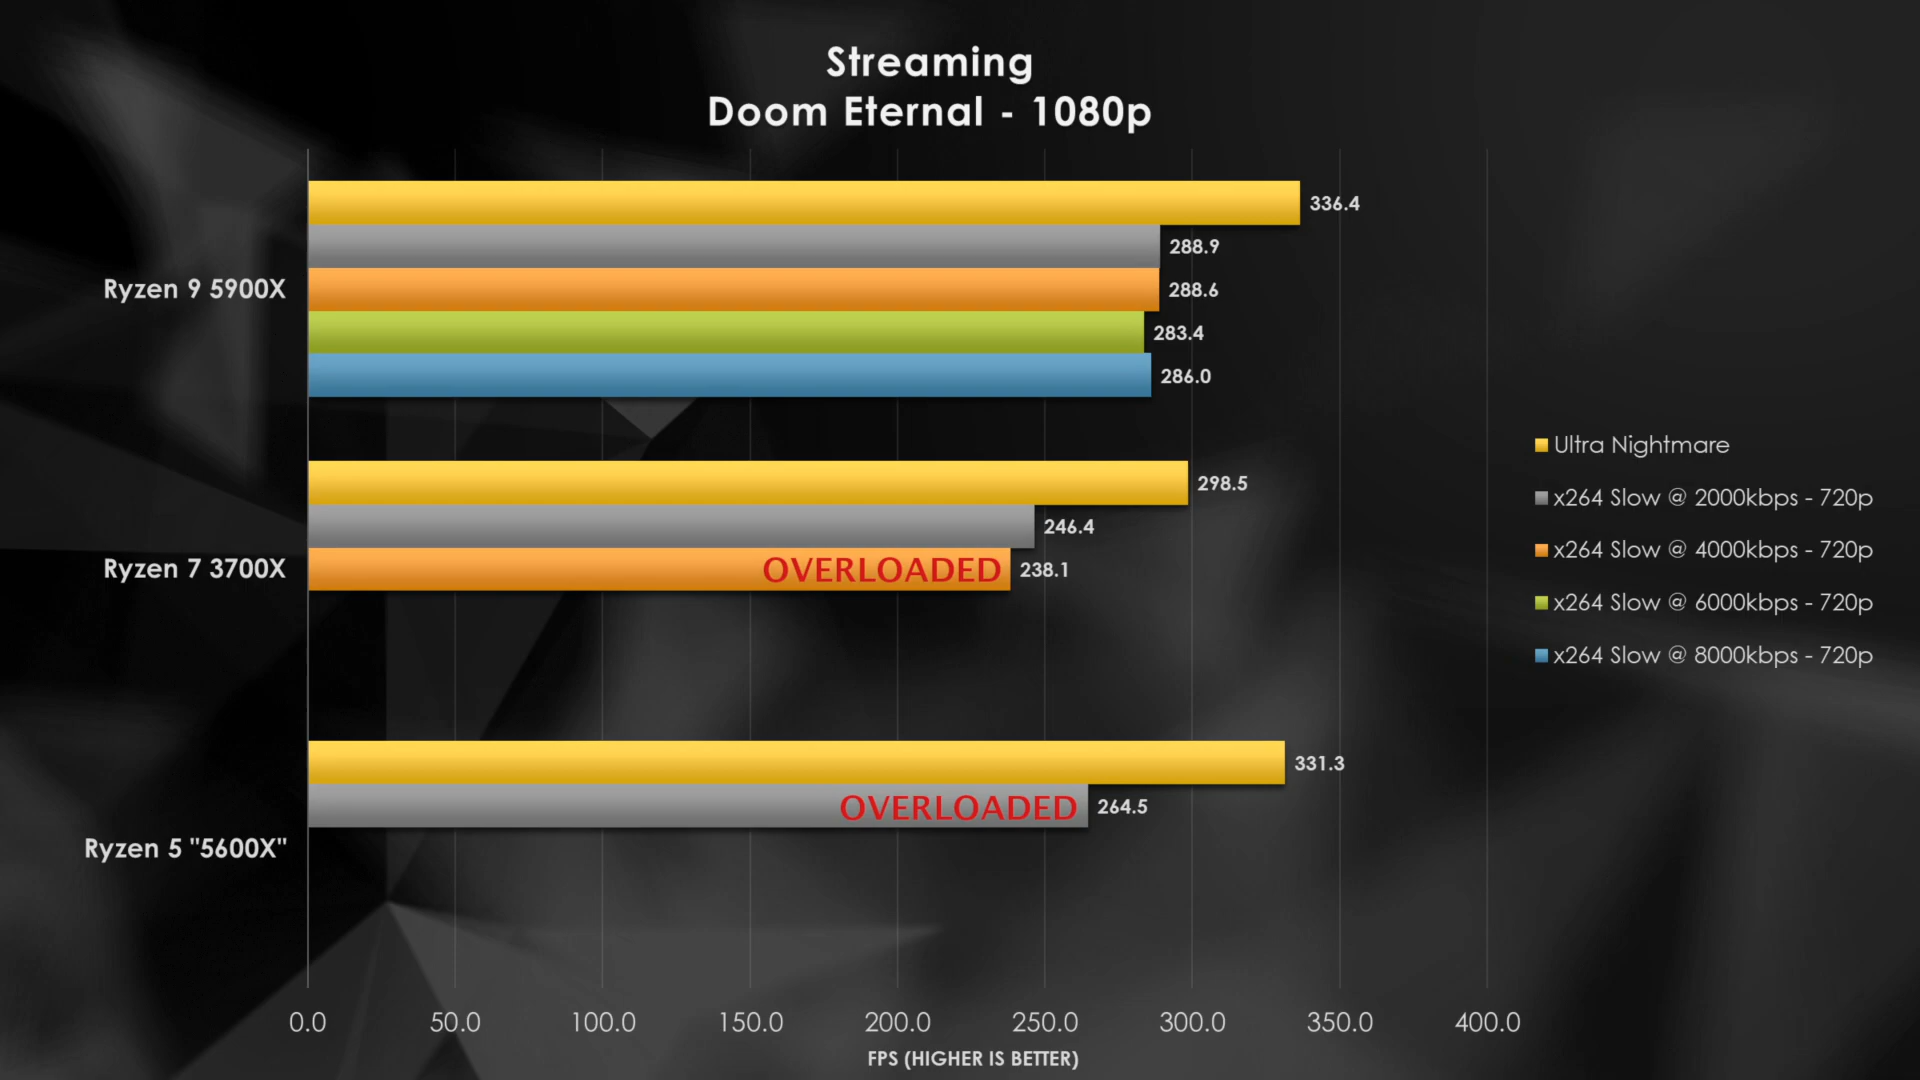 Streaming
Doom Eternal - 1080p
336.4
288.9
Ryzen 9 5900X
288.6
283.4
286.0
Ultra Nightmare
298.5
x264 Slow @ 2000kbps - 720p
246.4
x264 Slow @ 4000kbps - 720p
Ryzen 7 3700X
OVERLOADED 238.1
x264 Slow @ 6000kbps - 720p
x264 Slow @ 8000kbps - 720p
331.3
OVERLOADED 264.5
Ryzen 5 "5600X"
0.0 50.0 100.0 150.0 200.0 250.0 300.0 350.0 400.0
FPS (HIGHER IS BETTER)